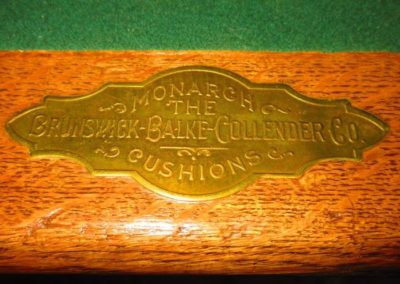 MONARCH
THE
BRUNSWICK-BALKE-COLLENDER CO.
CUSHIONS